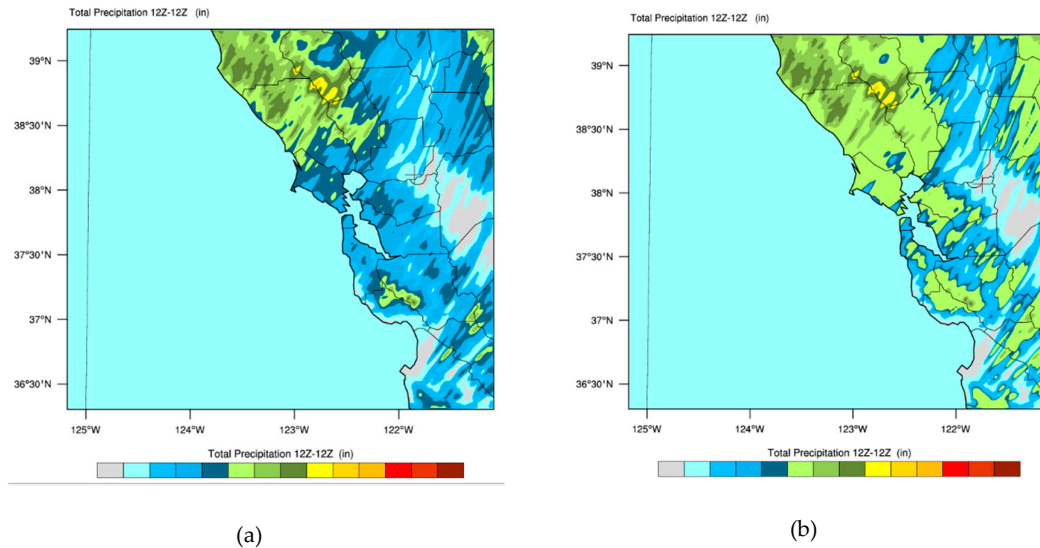 Total Precipitation 12Z-12Z (in)
39°N
38°30'N
38°N
37°30'N
37°N
36°30'N
125°W 124°W 123°W 122°W
Total Precipitation 12Z-12Z (in)
(a)
Total Precipitation 12Z-12Z (in)
39°N
38°30'N
38°N
37°30'N
37°N
36°30'N
125°W 124°W 123°W 122°W
Total Precipitation 12Z-12Z (in)
(b)